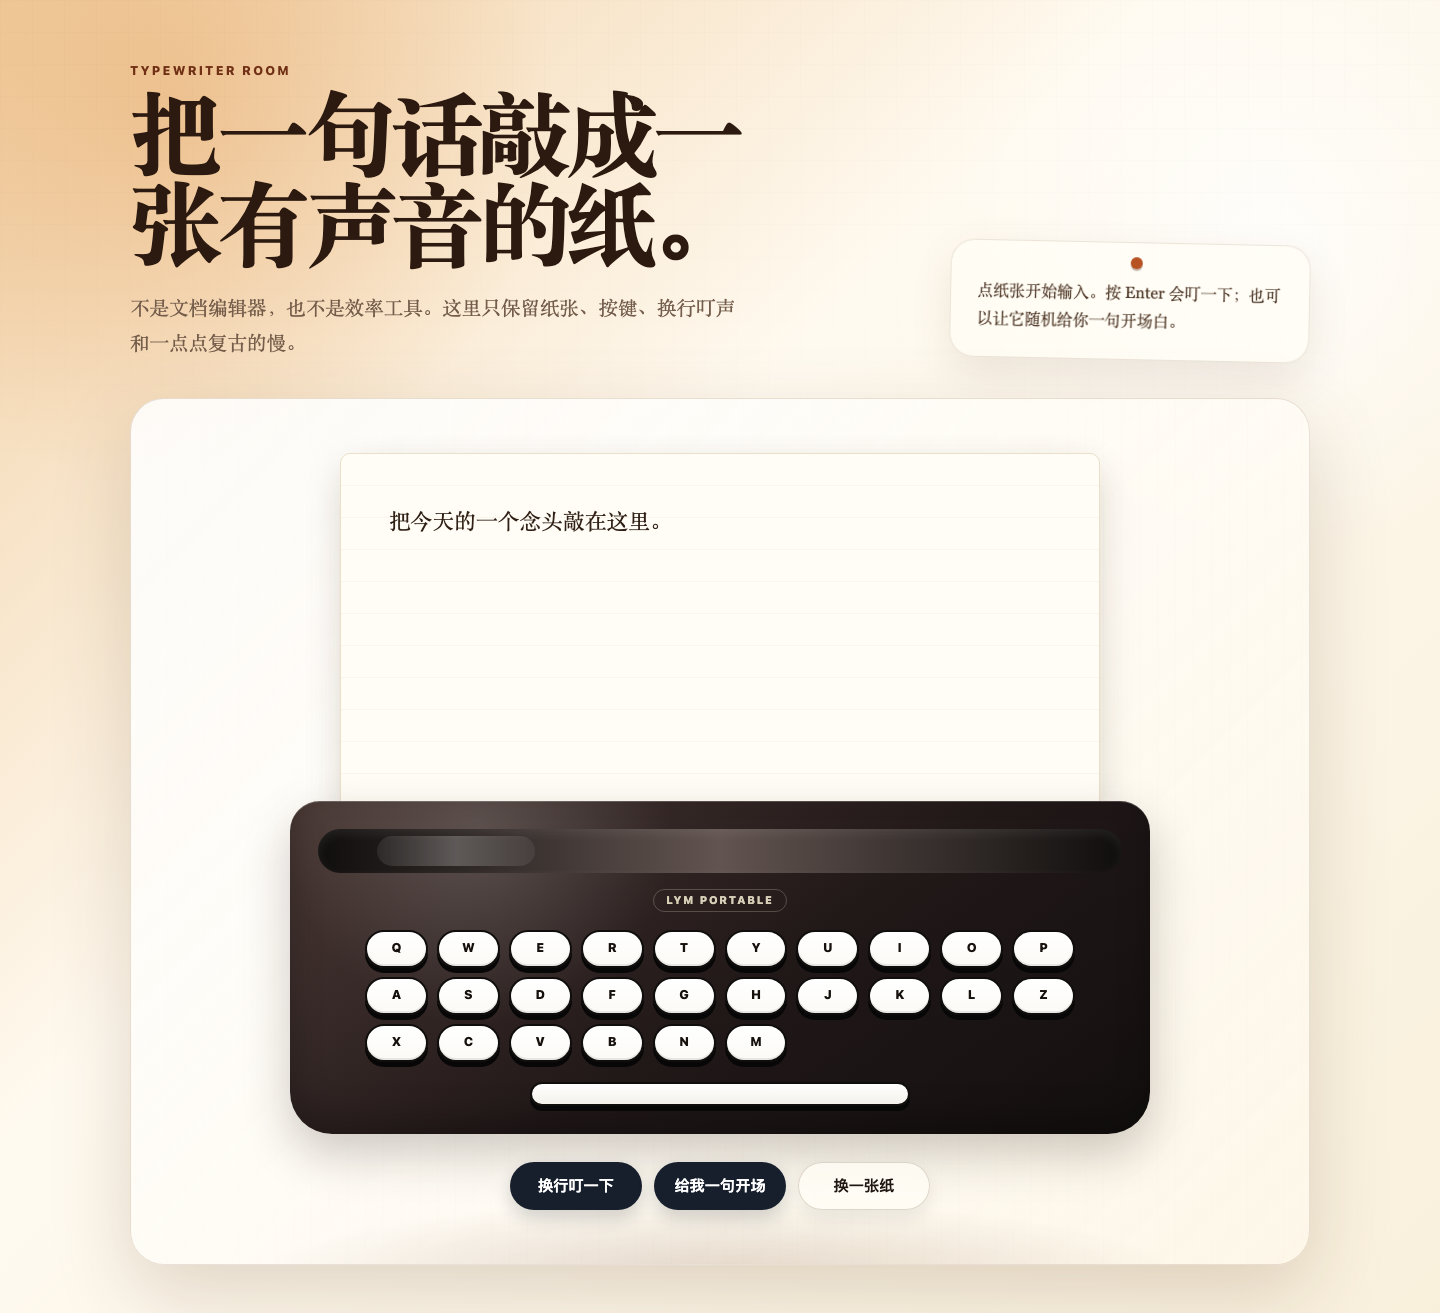 TYPEWRITER ROOM
把一句话敲成一
张有声音的纸。
不是文档编辑器，也不是效率工具。这里只保留纸张、按键、换行叮声
和一点点复古的慢。
点纸张开始输入。按 Enter 会叮一下；也可
以让它随机给你一句开场白。
把今天的一个念头敲在这里。
LYM PORTABLE
Q W E R T Y U I O P
A S D F G H J K L Z
X C V B N M
换行叮一下 给我一句开场 换一张纸